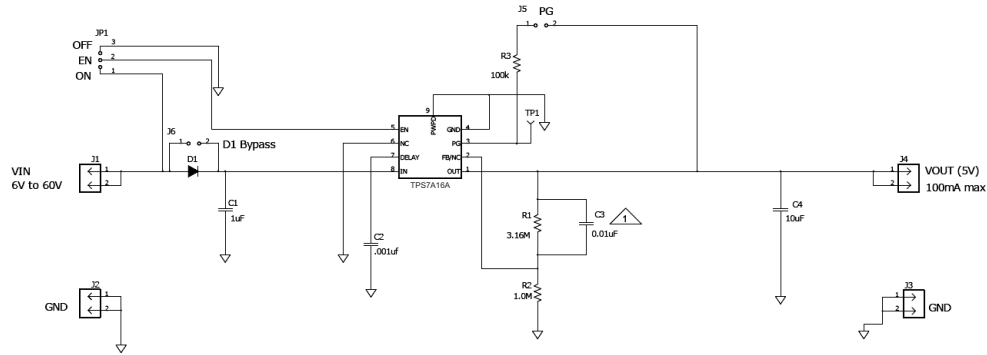 J5 PG
1 2
JP1
OFF 3
EN 2
ON 1
R3
100k
9
PWPD
TP1
J6
1 2 D1 Bypass
D1
5 EN
6 NC
7 DELAY
8 IN
GND 4
PG 3
FB/NC 2
OUT 1
TPS7A16A
VIN
6V to 60V
J1
1
2
J4
1
2
VOUT (5V)
100mA max
C1
1uF
C2
.001uf
R1
3.16M
C3
0.01uF
1
C4
10uF
R2
1.0M
J2
GND
1
2
J3
1
2
GND